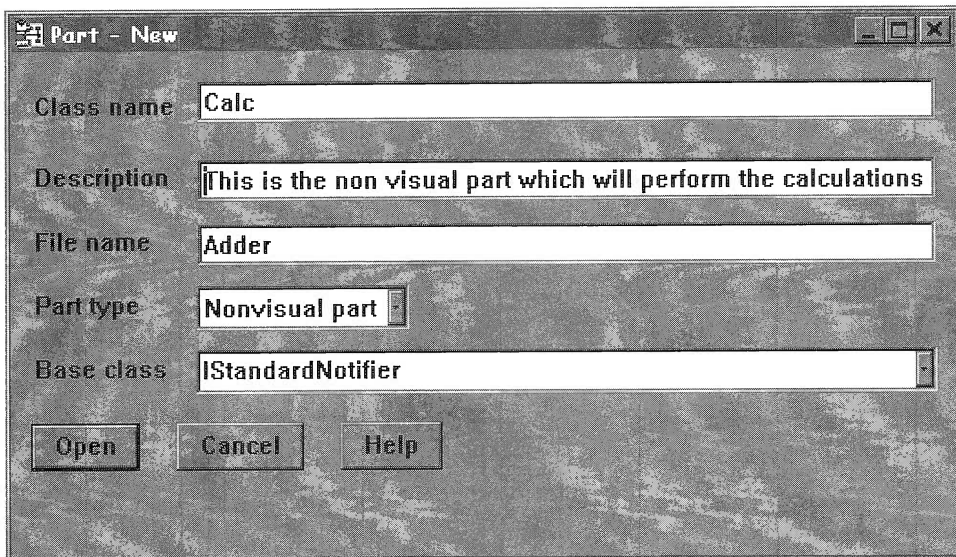 Part - New
Class name Calc
Description This is the non visual part which will perform the calculations
File name Adder
Part type Nonvisual part
Base class IStandardNotifier
Open Cancel Help